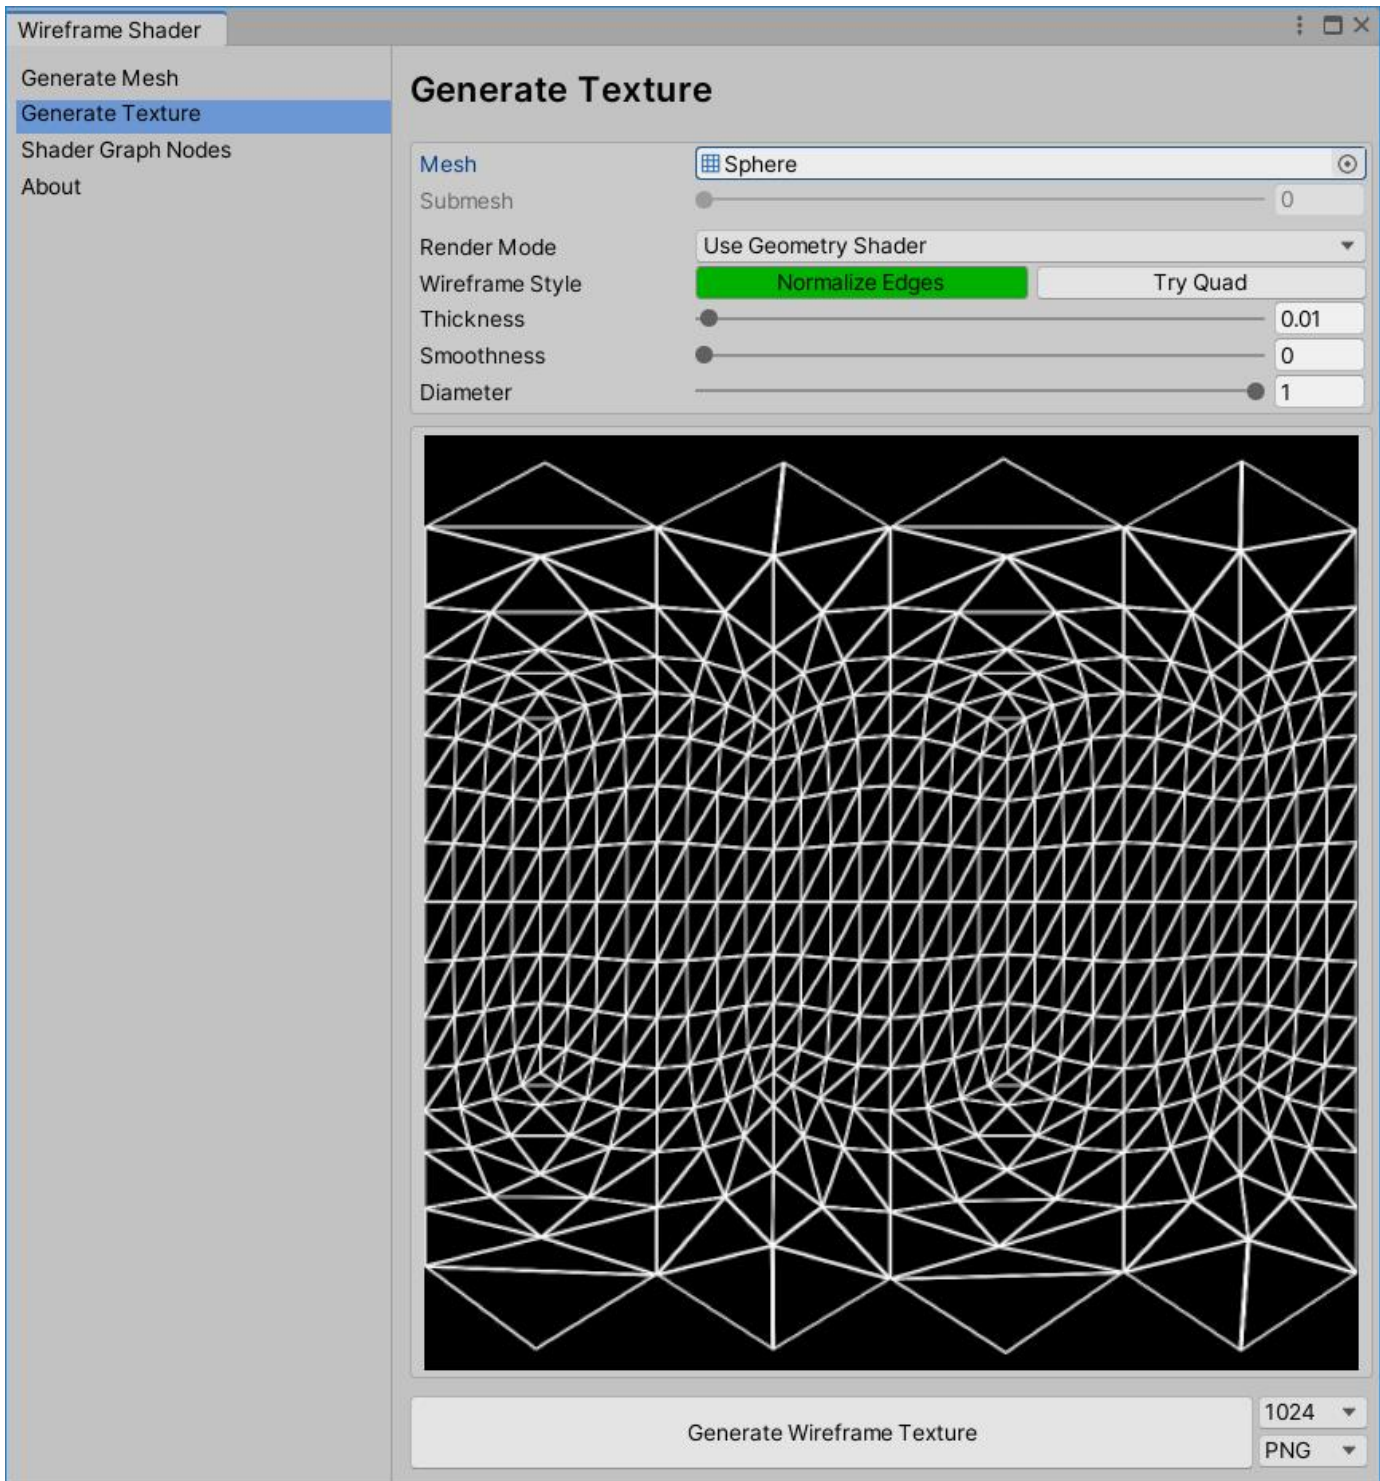 Wireframe Shader
Generate Mesh
Generate Texture
Shader Graph Nodes
About
Generate Texture
Mesh Sphere
Submesh 0
Render Mode Use Geometry Shader
Wireframe Style Normalize Edges Try Quad
Thickness 0.01
Smoothness 0
Diameter 1
Generate Wireframe Texture
1024
PNG